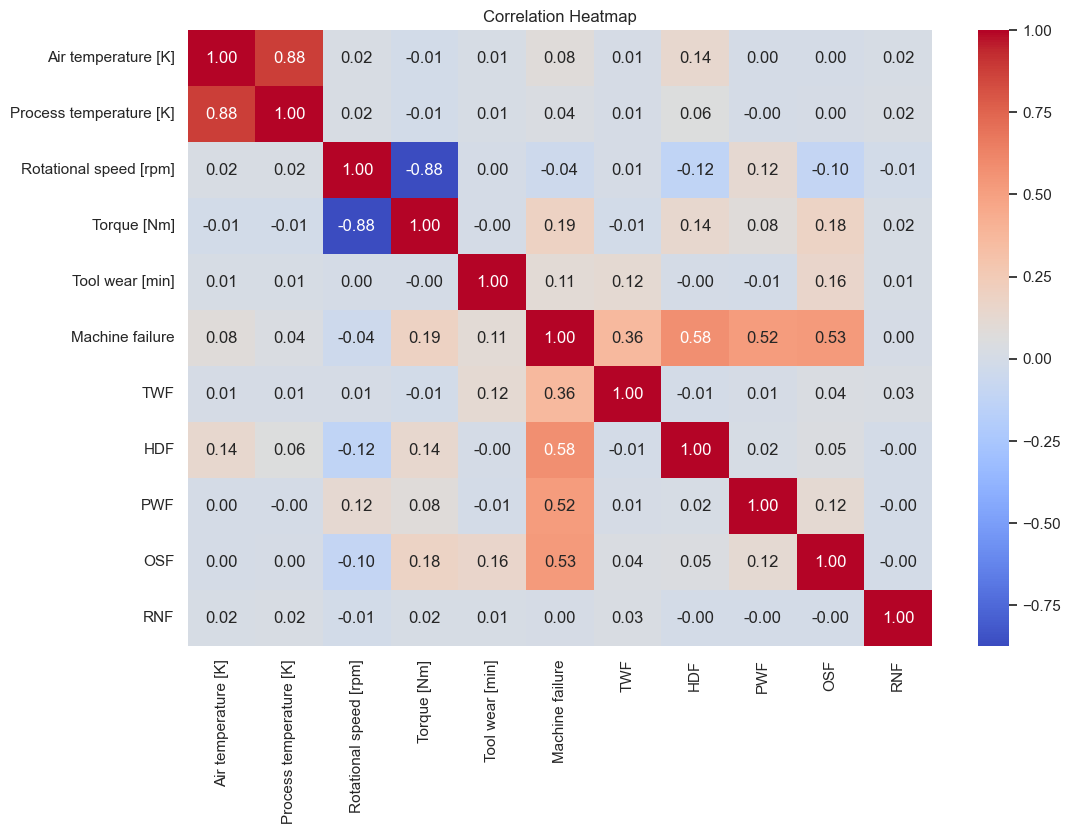 Correlation Heatmap
Air temperature [K] 1.00 0.88 0.02 -0.01 0.01 0.08 0.01 0.14 0.00 0.00 0.02
Process temperature [K] 0.88 1.00 0.02 -0.01 0.01 0.04 0.01 0.06 -0.00 0.00 0.02
Rotational speed [rpm] 0.02 0.02 1.00 -0.88 0.00 -0.04 0.01 -0.12 0.12 -0.10 -0.01
Torque [Nm] -0.01 -0.01 -0.88 1.00 -0.00 0.19 -0.01 0.14 0.08 0.18 0.02
Tool wear [min] 0.01 0.01 0.00 -0.00 1.00 0.11 0.12 -0.00 -0.01 0.16 0.01
Machine failure 0.08 0.04 -0.04 0.19 0.11 1.00 0.36 0.58 0.52 0.53 0.00
TWF 0.01 0.01 0.01 -0.01 0.12 0.36 1.00 -0.01 0.01 0.04 0.03
HDF 0.14 0.06 -0.12 0.14 -0.00 0.58 -0.01 1.00 0.02 0.05 -0.00
PWF 0.00 -0.00 0.12 0.08 -0.01 0.52 0.01 0.02 1.00 0.12 -0.00
OSF 0.00 0.00 -0.10 0.18 0.16 0.53 0.04 0.05 0.12 1.00 -0.00
RNF 0.02 0.02 -0.01 0.02 0.01 0.00 0.03 -0.00 -0.00 -0.00 1.00
Air temperature [K]
Process temperature [K]
Rotational speed [rpm]
Torque [Nm]
Tool wear [min]
Machine failure
TWF
HDF
PWF
OSF
RNF
1.00
0.75
0.50
0.25
0.00
−0.25
−0.50
−0.75